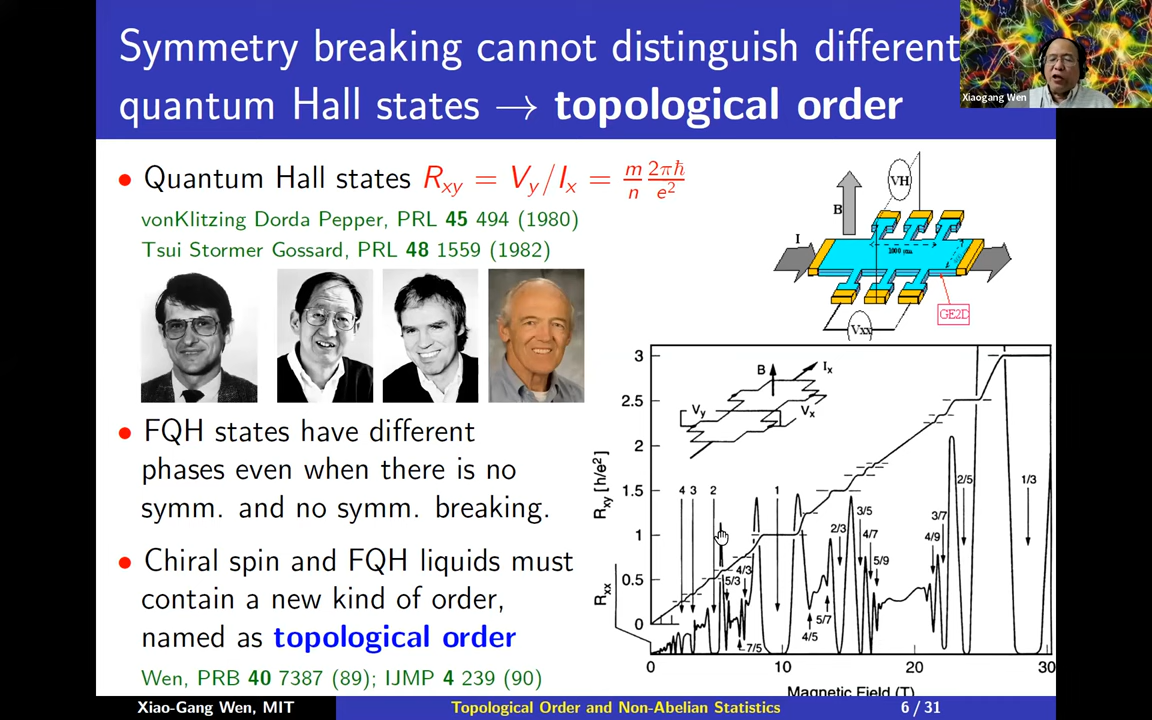 Symmetry breaking cannot distinguish different
quantum Hall states → topological order
Xiaogang Wen
• Quantum Hall states R_xy = V_y/I_x = m/n 2πħ/e²
vonKlitzing Dorda Pepper, PRL 45 494 (1980)
Tsui Stormer Gossard, PRL 48 1559 (1982)
VH
B
I
1000 μm
GE2D
Vxx
• FQH states have different
phases even when there is no
symm. and no symm. breaking.
• Chiral spin and FQH liquids must
contain a new kind of order,
named as topological order
Wen, PRB 40 7387 (89); IJMP 4 239 (90)
R_xy [h/e²]
R_xx
3
2.5
2
1.5
1
0.5
0
B
I_x
V_y
V_x
4 3 2 1
2/5
1/3
2/3
3/5
4/7
5/9
3/7
4/9
4/3
5/3
7/5
4/5
5/7
0 10 20 30
Magnetic Field (T)
Xiao-Gang Wen, MIT
Topological Order and Non-Abelian Statistics
6 / 31